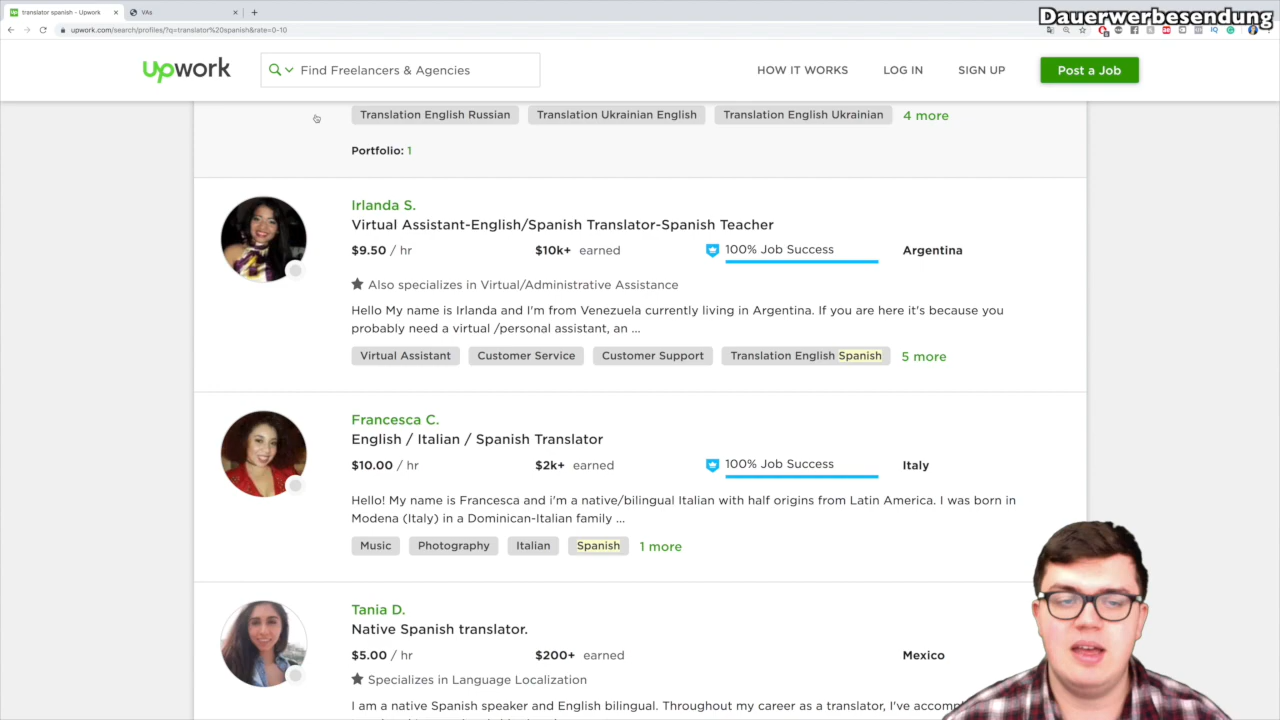 translator spanish - Upwork
VAs
Dauerwerbesendung
upwork.com/search/profiles/?q=translator%20spanish&rate=0-10
upwork
Find Freelancers & Agencies
HOW IT WORKS
LOG IN
SIGN UP
Post a Job
Translation English Russian
Translation Ukrainian English
Translation English Ukrainian
4 more
Portfolio: 1
Irlanda S.
Virtual Assistant-English/Spanish Translator-Spanish Teacher
$9.50 / hr
$10k+ earned
100% Job Success
Argentina
Also specializes in Virtual/Administrative Assistance
Hello My name is Irlanda and I'm from Venezuela currently living in Argentina. If you are here it's because you
probably need a virtual /personal assistant, an ...
Virtual Assistant
Customer Service
Customer Support
Translation English Spanish
5 more
Francesca C.
English / Italian / Spanish Translator
$10.00 / hr
$2k+ earned
100% Job Success
Italy
Hello! My name is Francesca and i'm a native/bilingual Italian with half origins from Latin America. I was born in
Modena (Italy) in a Dominican-Italian family ...
Music
Photography
Italian
Spanish
1 more
Tania D.
Native Spanish translator.
$5.00 / hr
$200+ earned
Mexico
Specializes in Language Localization
I am a native Spanish speaker and English bilingual. Throughout my career as a translator, I've